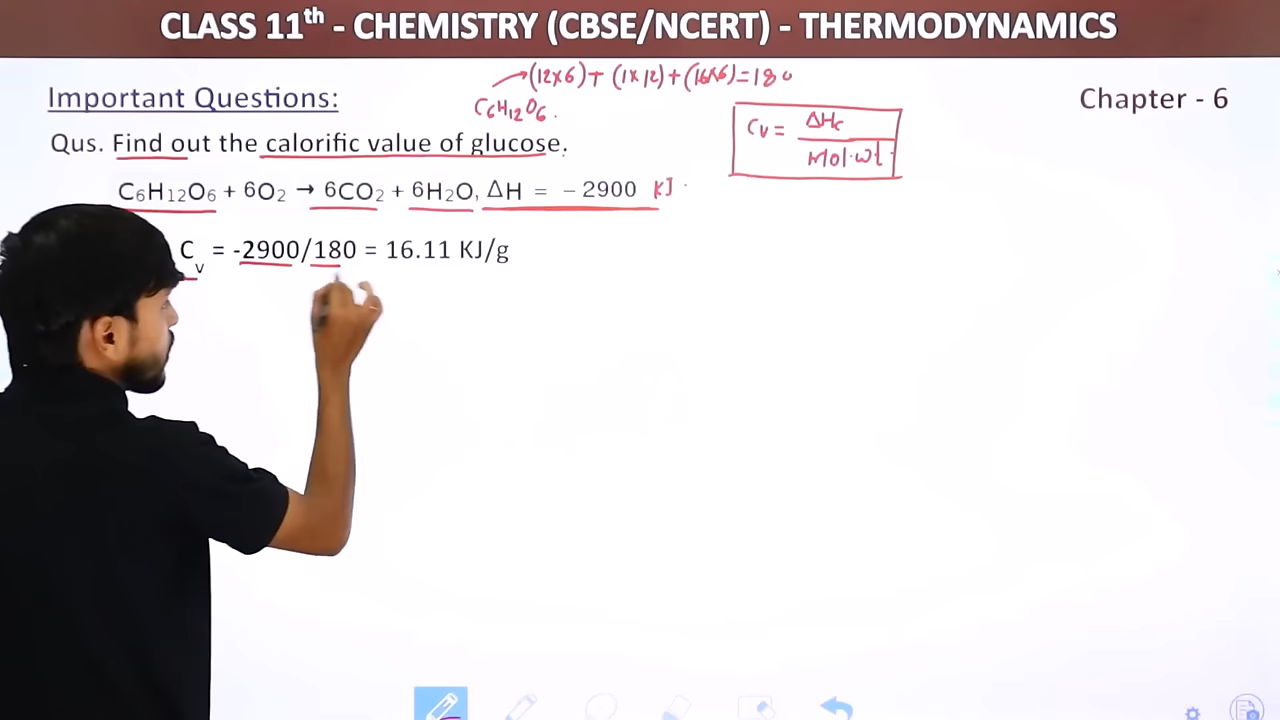 CLASS 11th - CHEMISTRY (CBSE/NCERT) - THERMODYNAMICS
→(12×6)+ (1×12)+(16×6)=180
Important Questions:
C6H12O6.
Chapter - 6
Cv = ΔHc / Mol.wt.
Qus. Find out the calorific value of glucose.
C₆H₁₂O₆ + 6O₂ → 6CO₂ + 6H₂O, ΔH = – 2900 KJ.
Cv = -2900/180 = 16.11 KJ/g